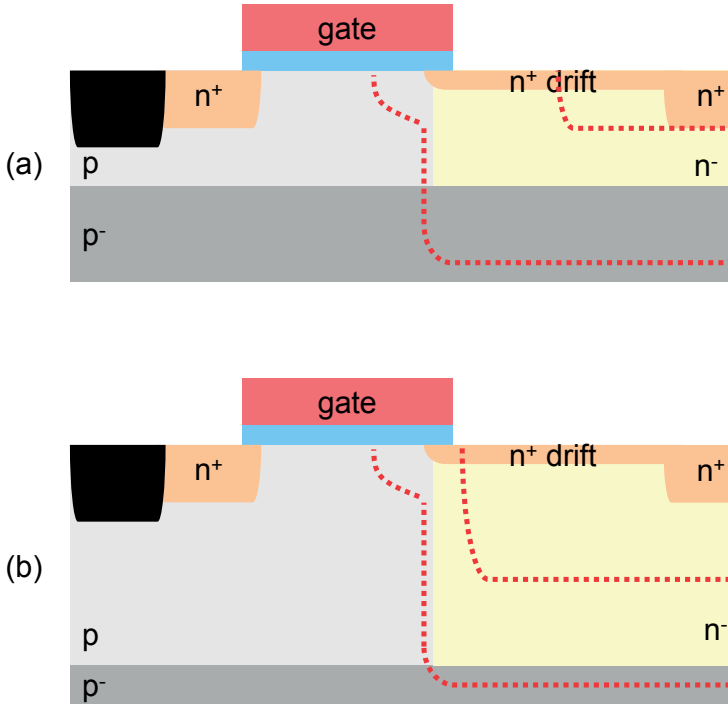 gate
n⁺ n⁺ drift n⁺
(a)
p n⁻
p⁻
gate
n⁺ n⁺ drift n⁺
(b)
p n⁻
p⁻